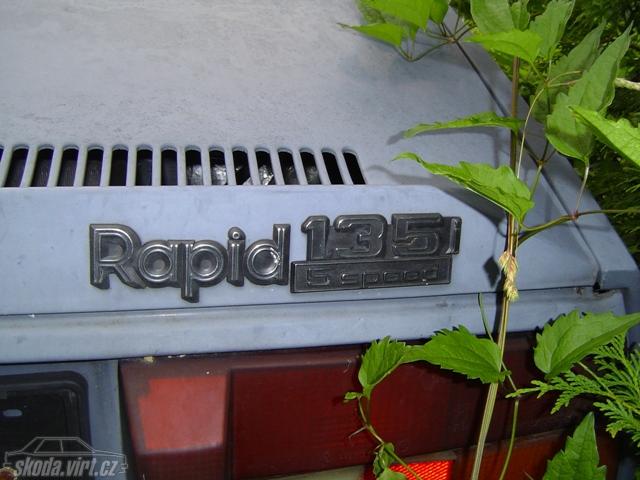 Rapid 135i
5 speed
skoda.virt.cz